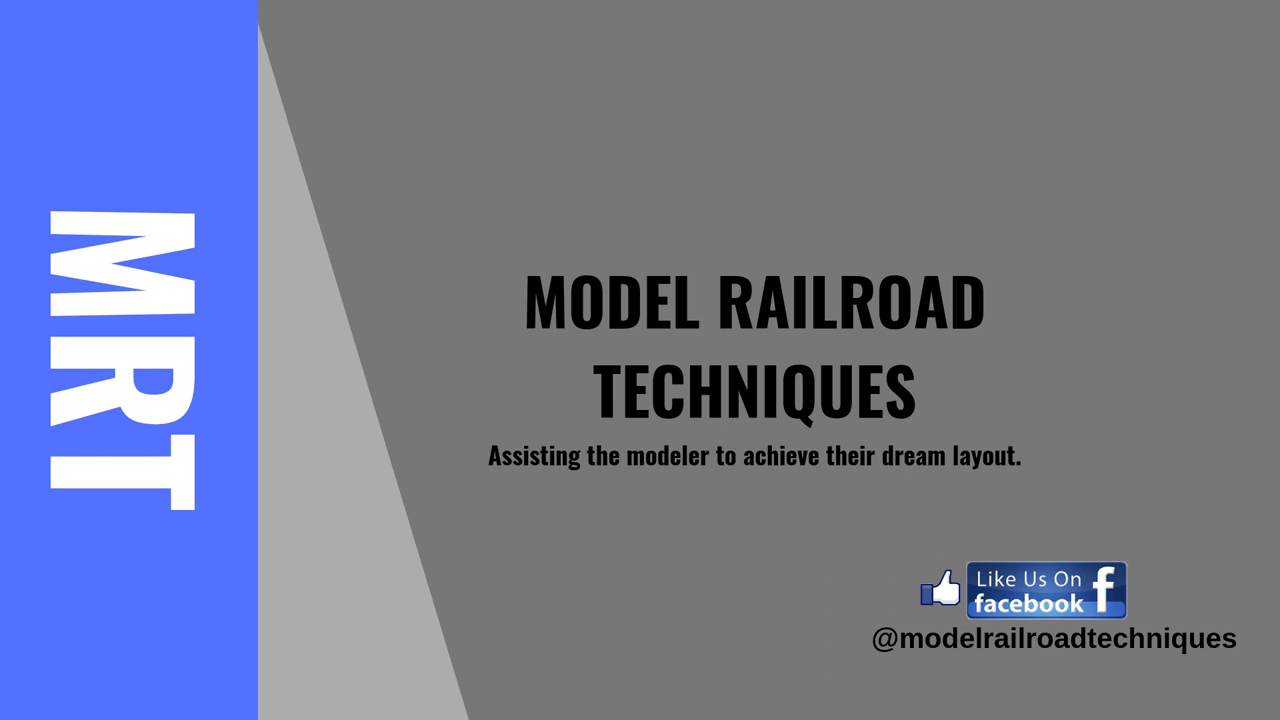 MRT
MODEL RAILROAD
TECHNIQUES
Assisting the modeler to achieve their dream layout.
Like Us On
facebook f
@modelrailroadtechniques